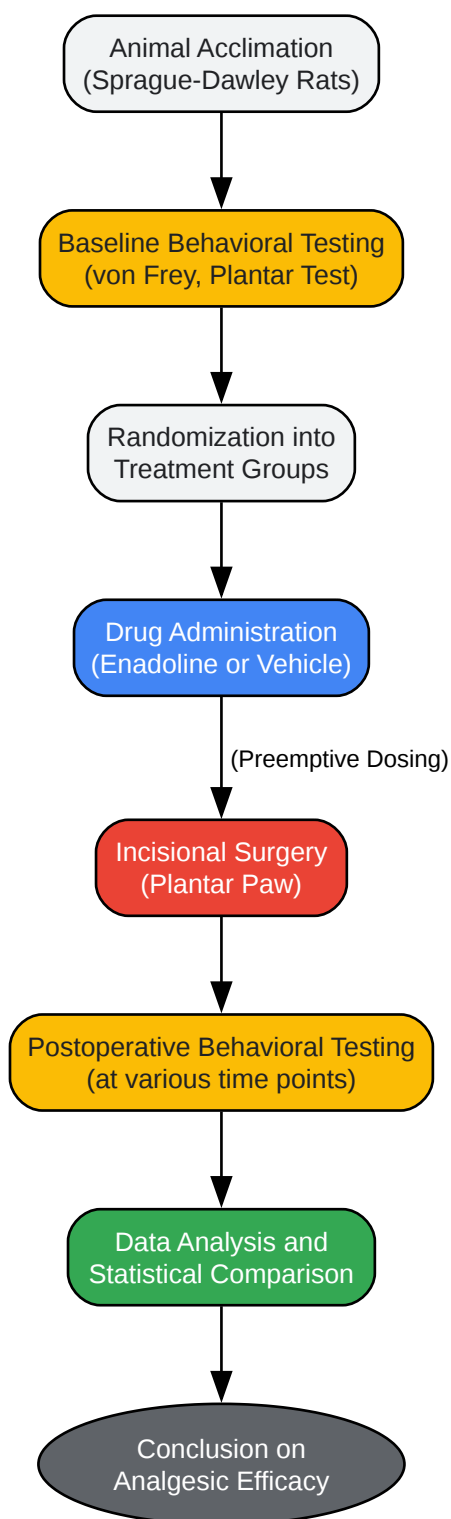 Animal Acclimation
(Sprague-Dawley Rats)
Baseline Behavioral Testing
(von Frey, Plantar Test)
Randomization into
Treatment Groups
Drug Administration
(Enadoline or Vehicle)
(Preemptive Dosing)
Incisional Surgery
(Plantar Paw)
Postoperative Behavioral Testing
(at various time points)
Data Analysis and
Statistical Comparison
Conclusion on
Analgesic Efficacy